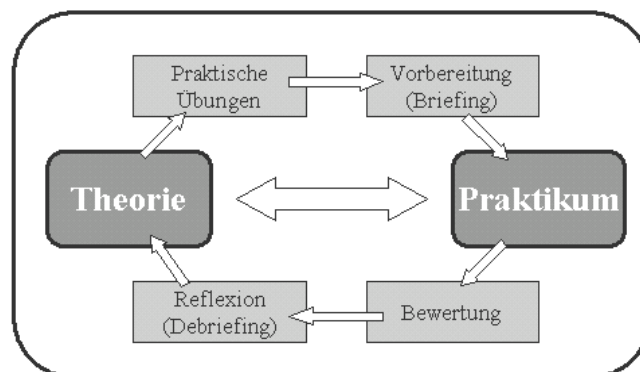 Praktische
Übungen
Vorbereitung
(Briefing)
Theorie
Praktikum
Reflexion
(Debriefing)
Bewertung